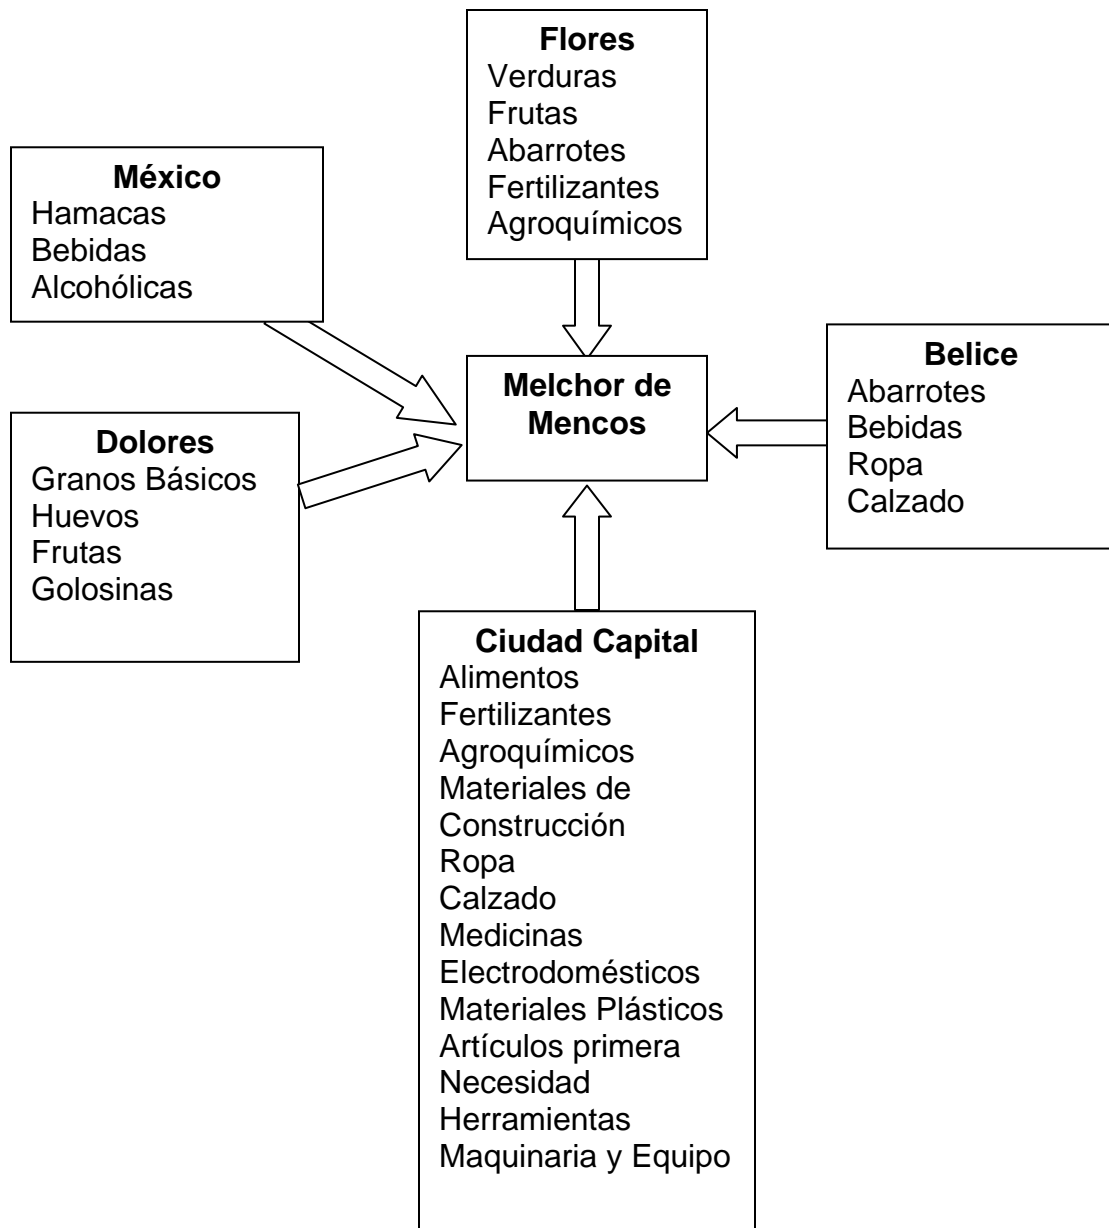 Flores
Verduras
Frutas
Abarrotes
Fertilizantes
Agroquímicos
México
Hamacas
Bebidas
Alcohólicas
Melchor de
Mencos
Belice
Abarrotes
Bebidas
Ropa
Calzado
Dolores
Granos Básicos
Huevos
Frutas
Golosinas
Ciudad Capital
Alimentos
Fertilizantes
Agroquímicos
Materiales de
Construcción
Ropa
Calzado
Medicinas
Electrodomésticos
Materiales Plásticos
Artículos primera
Necesidad
Herramientas
Maquinaria y Equipo